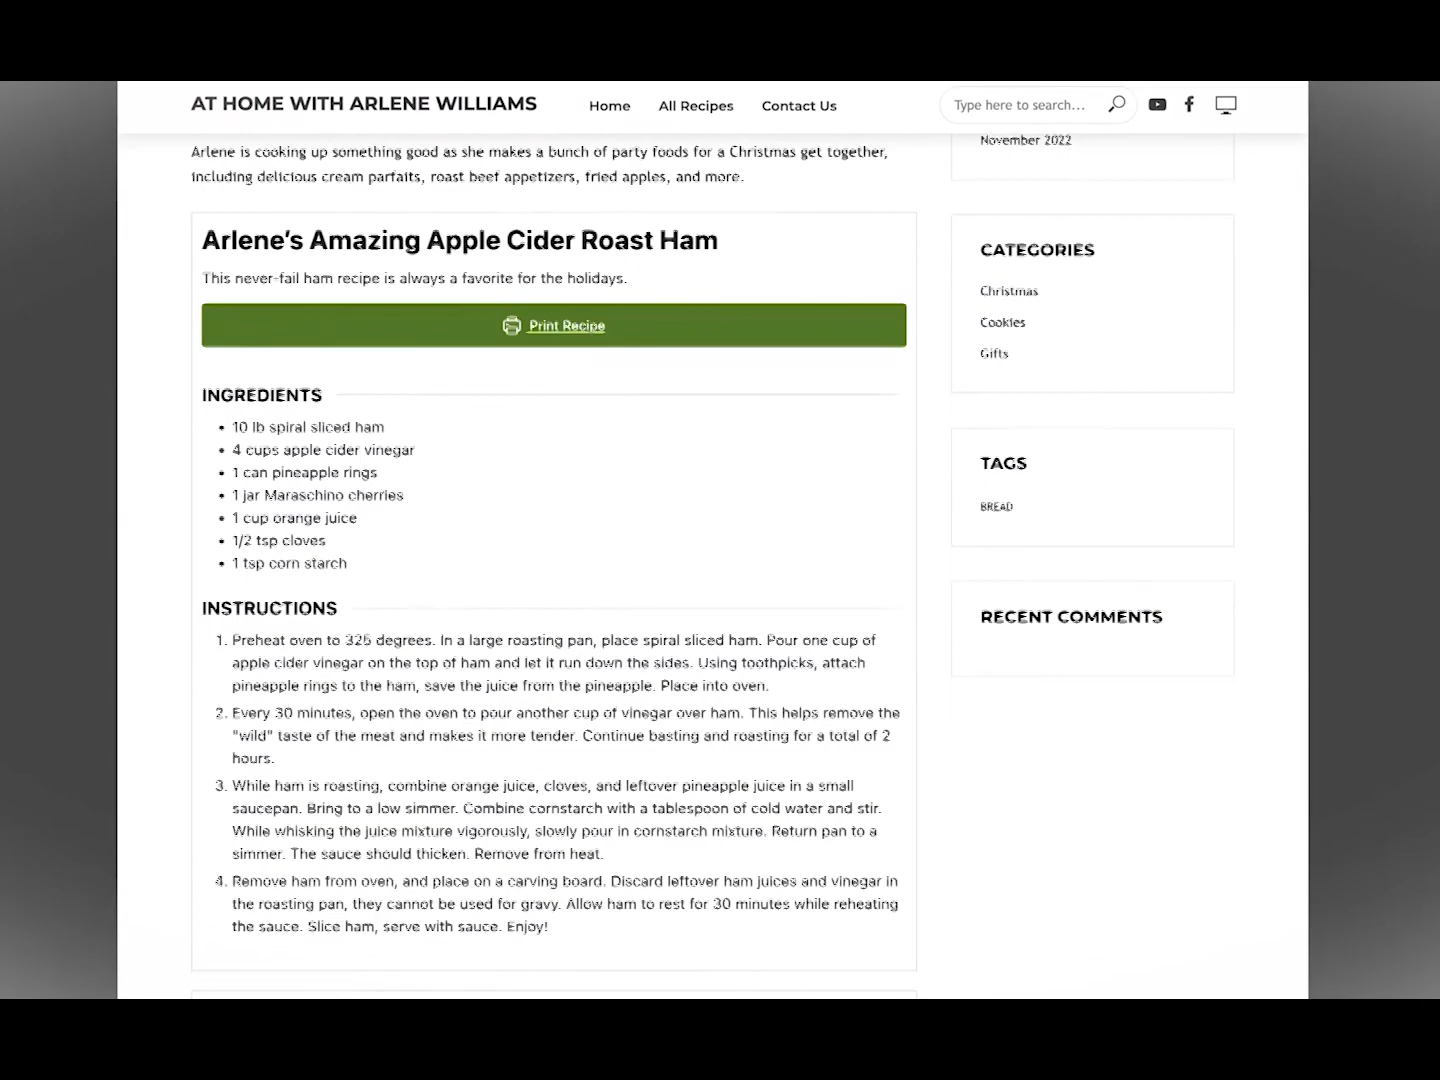 AT HOME WITH ARLENE WILLIAMS
Home
All Recipes
Contact Us
Type here to search...
Arlene is cooking up something good as she makes a bunch of party foods for a Christmas get together,
including delicious cream parfaits, roast beef appetizers, fried apples, and more.
Arlene's Amazing Apple Cider Roast Ham
This never-fail ham recipe is always a favorite for the holidays.
Print Recipe
INGREDIENTS
• 10 lb spiral sliced ham
• 4 cups apple cider vinegar
• 1 can pineapple rings
• 1 jar Maraschino cherries
• 1 cup orange juice
• 1/2 tsp cloves
• 1 tsp corn starch
INSTRUCTIONS
1. Preheat oven to 325 degrees. In a large roasting pan, place spiral sliced ham. Pour one cup of
apple cider vinegar on the top of ham and let it run down the sides. Using toothpicks, attach
pineapple rings to the ham, save the juice from the pineapple. Place into oven.
2. Every 30 minutes, open the oven to pour another cup of vinegar over ham. This helps remove the
"wild" taste of the meat and makes it more tender. Continue basting and roasting for a total of 2
hours.
3. While ham is roasting, combine orange juice, cloves, and leftover pineapple juice in a small
saucepan. Bring to a low simmer. Combine cornstarch with a tablespoon of cold water and stir.
While whisking the juice mixture vigorously, slowly pour in cornstarch mixture. Return pan to a
simmer. The sauce should thicken. Remove from heat.
4. Remove ham from oven, and place on a carving board. Discard leftover ham juices and vinegar in
the roasting pan, they cannot be used for gravy. Allow ham to rest for 30 minutes while reheating
the sauce. Slice ham, serve with sauce. Enjoy!
November 2022
CATEGORIES
Christmas
Cookies
Gifts
TAGS
BREAD
RECENT COMMENTS